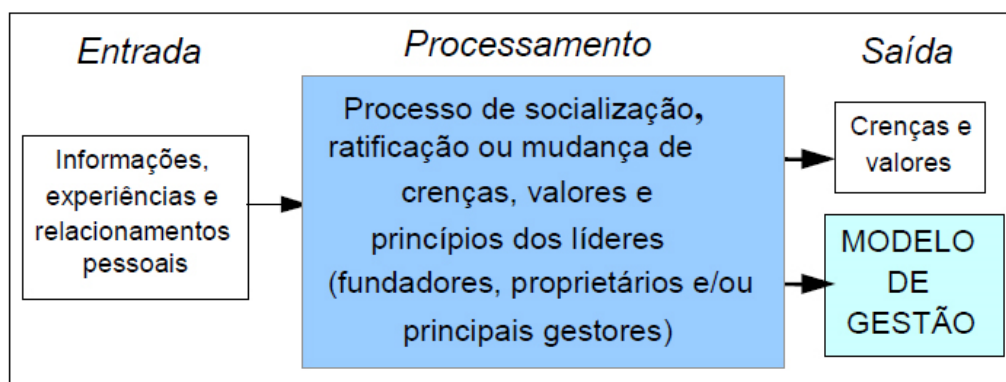 Entrada
Processamento
Saída
Informações,
experiências e
relacionamentos
pessoais
Processo de socialização,
ratificação ou mudança de
crenças, valores e
princípios dos líderes
(fundadores, proprietários e/ou
principais gestores)
Crenças e
valores
MODELO
DE
GESTÃO